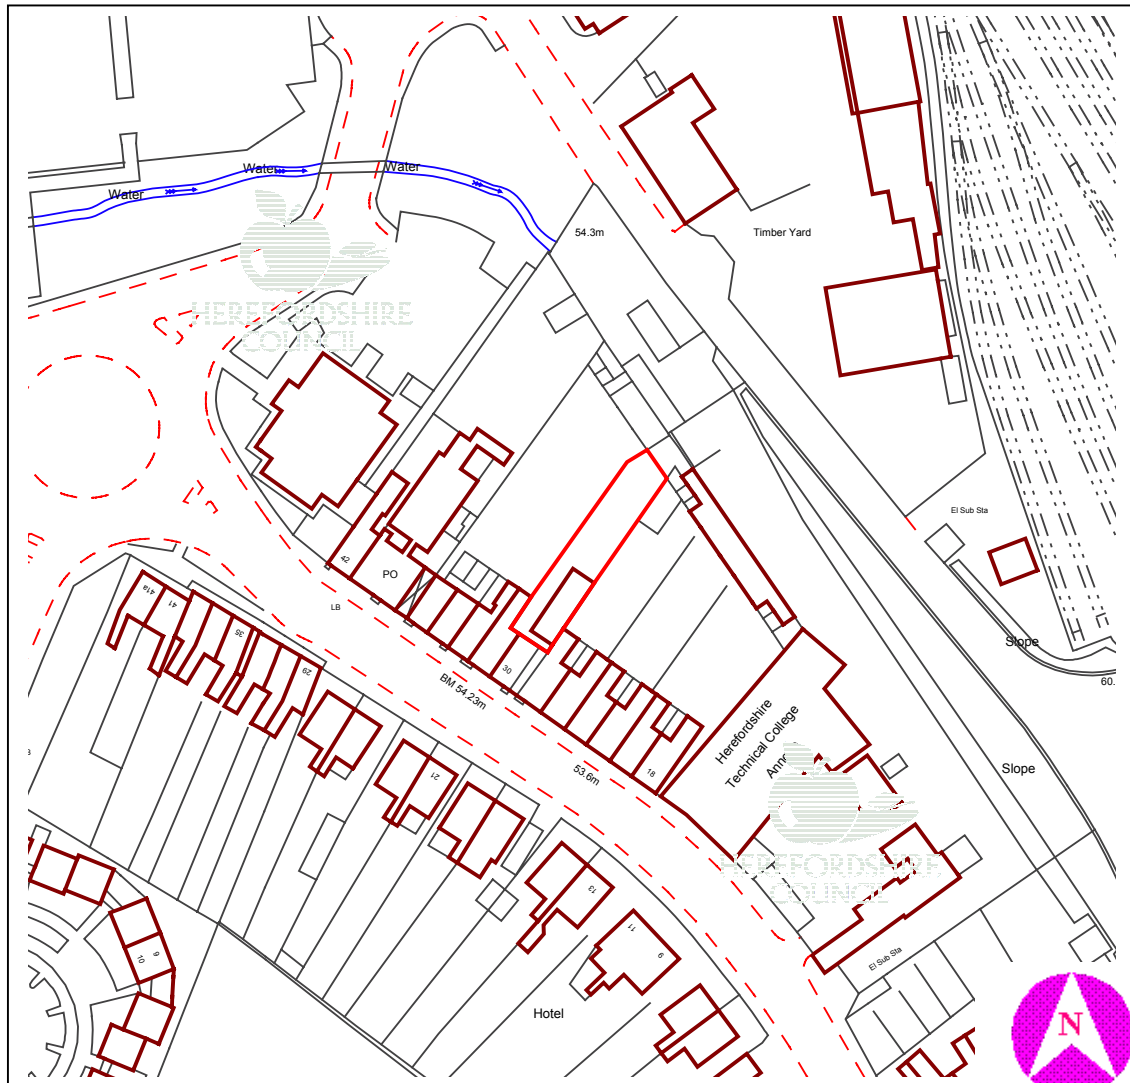 Water
Water
Water
54.3m
Timber Yard
HEREFORDSHIRE
COUNCIL
El Sub Sta
42
PO
LB
41a
41
35
29
30
BM 54.23m
Slope
60.
Herefordshire
Technical College
18
53.6m
21
Slope
HEREFORDSHIRE
COUNCIL
13
11
9
El Sub Sta
9
10
Hotel
N